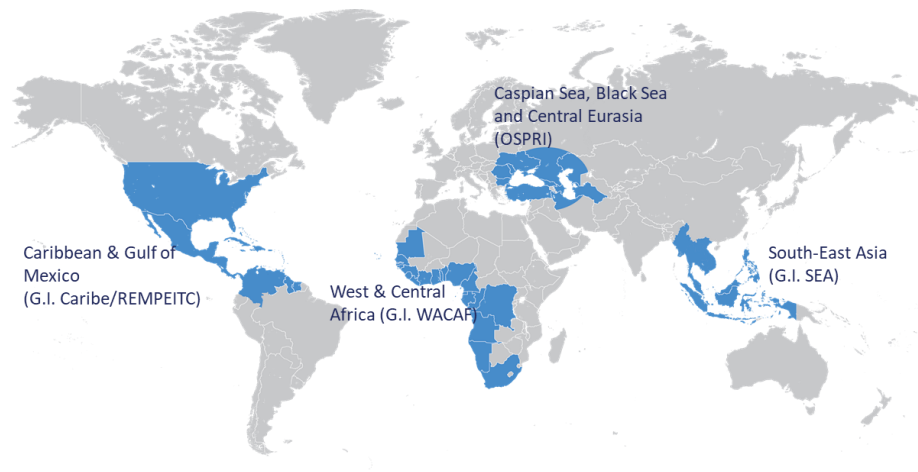 Caspian Sea, Black Sea
and Central Eurasia
(OSPRI)
Caribbean & Gulf of
Mexico
(G.I. Caribe/REMPEITC)
South-East Asia
(G.I. SEA)
West & Central
Africa (G.I. WACAF)